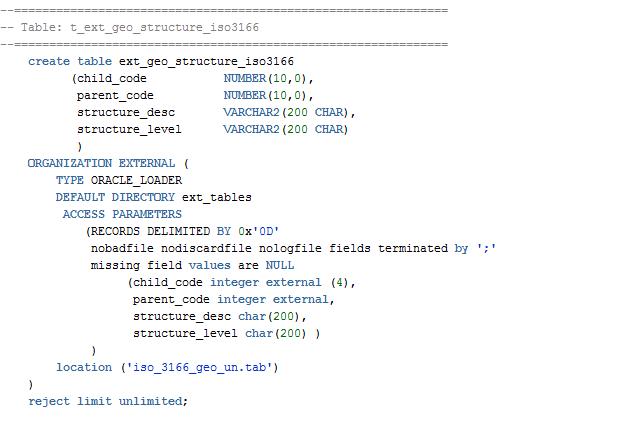 --==============================================================
-- Table: t_ext_geo_structure_iso3166
--==============================================================
create table ext_geo_structure_iso3166
(child_code NUMBER(10,0),
parent_code NUMBER(10,0),
structure_desc VARCHAR2(200 CHAR),
structure_level VARCHAR2(200 CHAR)
)
ORGANIZATION EXTERNAL (
TYPE ORACLE_LOADER
DEFAULT DIRECTORY ext_tables
ACCESS PARAMETERS
(RECORDS DELIMITED BY 0x'0D'
nobadfile nodiscardfile nologfile fields terminated by ';'
missing field values are NULL
(child_code integer external (4),
parent_code integer external,
structure_desc char(200),
structure_level char(200) )
)
location ('iso_3166_geo_un.tab')
)
reject limit unlimited;